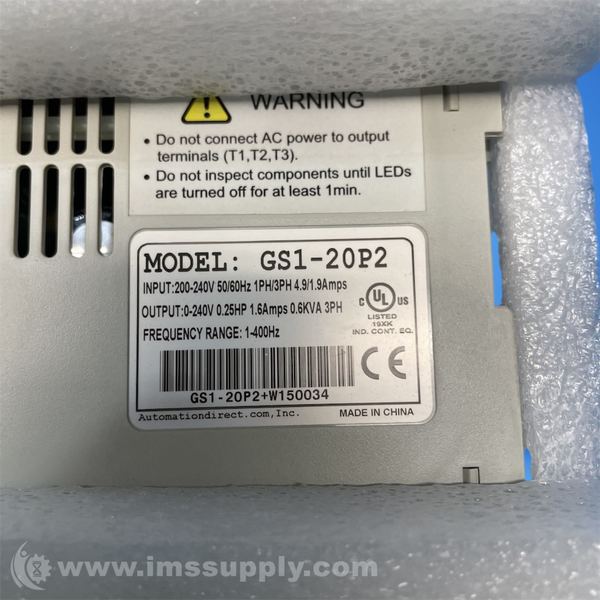 WARNING
• Do not connect AC power to output
terminals (T1,T2,T3).
• Do not inspect components until LEDs
are turned off for at least 1min.
MODEL: GS1-20P2
INPUT:200-240V 50/60Hz 1PH/3PH 4.9/1.9Amps
OUTPUT:0-240V 0.25HP 1.6Amps 0.6KVA 3PH
FREQUENCY RANGE: 1-400Hz
c UL US
LISTED
19XK
IND. CONT. EQ.
GS1-20P2+W150034
CE
Automationdirect.com,Inc.
MADE IN CHINA
www.imssupply.com